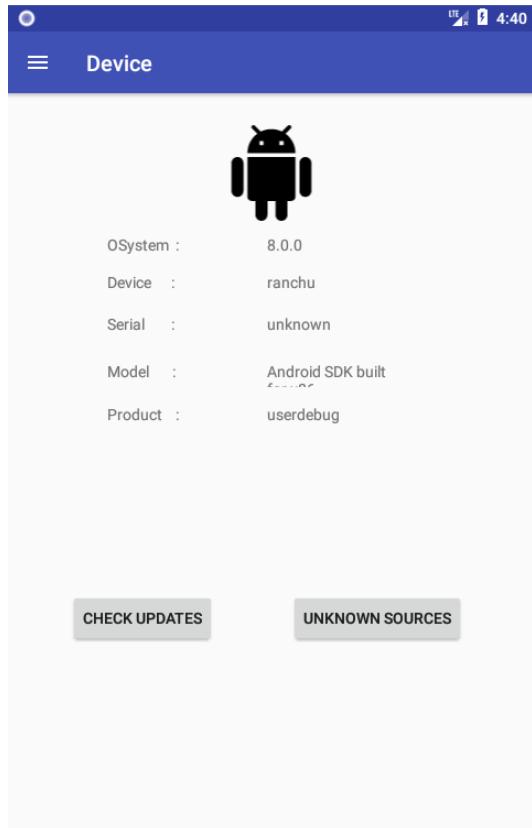 4:40
Device
OSystem : 8.0.0
Device : ranchu
Serial : unknown
Model : Android SDK built
Product : userdebug
CHECK UPDATES UNKNOWN SOURCES